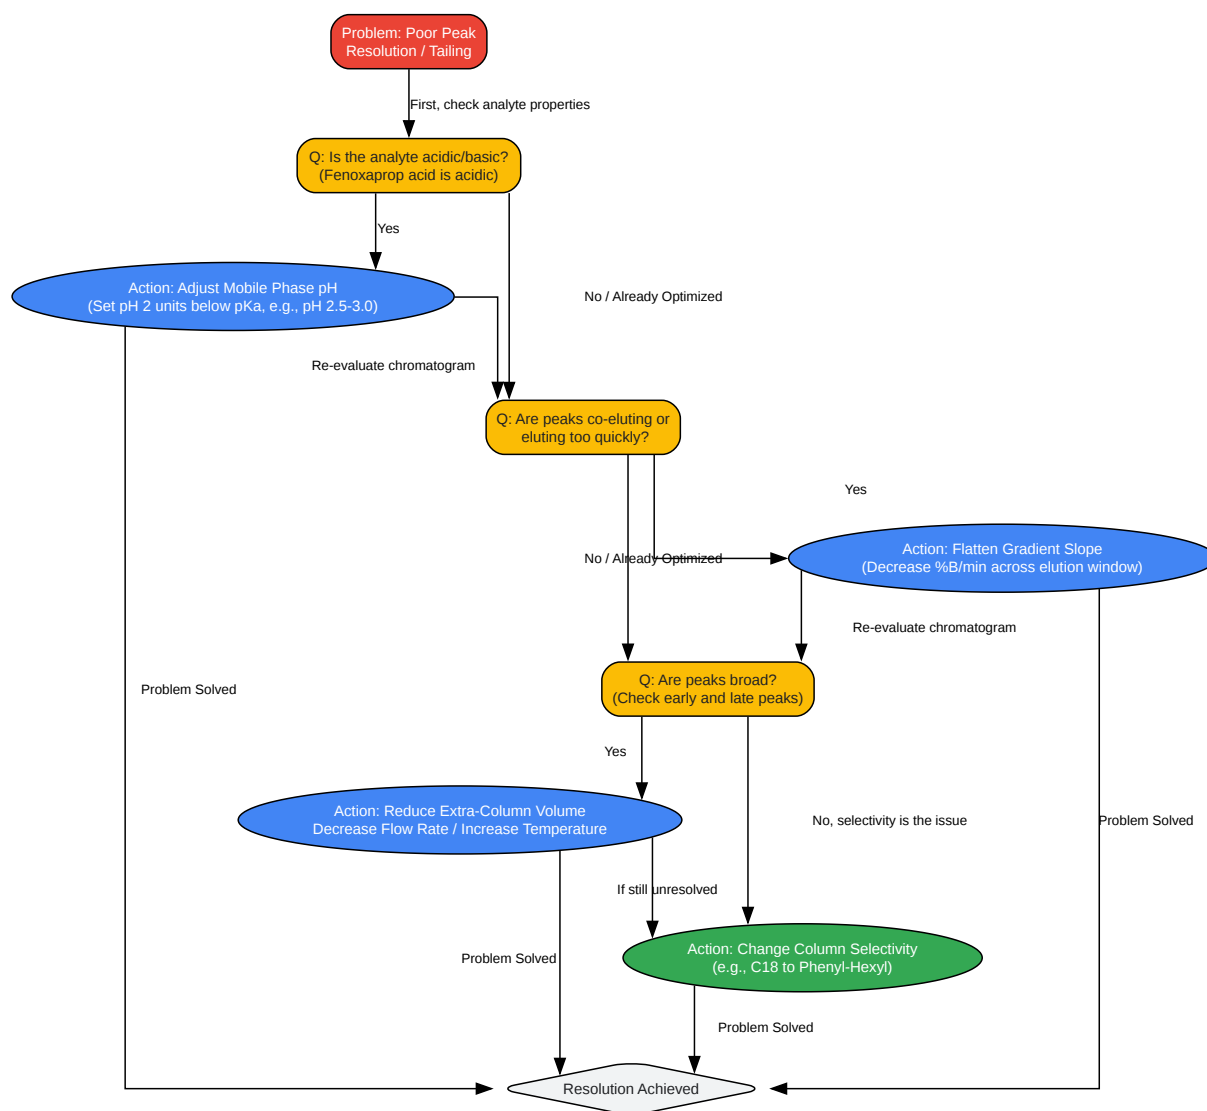 Problem: Poor Peak
Resolution / Tailing
First, check analyte properties
Q: Is the analyte acidic/basic?
(Fenoxaprop acid is acidic)
Yes
Action: Adjust Mobile Phase pH
(Set pH 2 units below pKa, e.g., pH 2.5-3.0)
No / Already Optimized
Re-evaluate chromatogram
Q: Are peaks co-eluting or
eluting too quickly?
Yes
No / Already Optimized
Action: Flatten Gradient Slope
(Decrease %B/min across elution window)
Re-evaluate chromatogram
Q: Are peaks broad?
(Check early and late peaks)
Problem Solved
Yes
Action: Reduce Extra-Column Volume
Decrease Flow Rate / Increase Temperature
No, selectivity is the issue
Problem Solved
If still unresolved
Action: Change Column Selectivity
(e.g., C18 to Phenyl-Hexyl)
Problem Solved
Problem Solved
Resolution Achieved